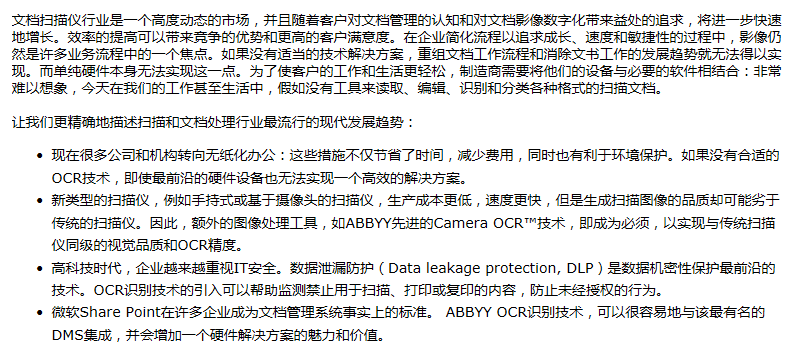 文档扫描仪行业是一个高度动态的市场，并且随着客户对文档管理的认知和对文档影像数字化带来益处的追求，将进一步快速
地增长。效率的提高可以带来竞争的优势和更高的客户满意度。在企业简化流程以追求成长、速度和敏捷性的过程中，影像仍
然是许多业务流程中的一个焦点。如果没有适当的技术解决方案，重组文档工作流程和消除文书工作的发展趋势就无法得以实
现。而单纯硬件本身无法实现这一点。为了使客户的工作和生活更轻松，制造商需要将他们的设备与必要的软件相结合：非常
难以想象，今天在我们的工作甚至生活中，假如没有工具来读取、编辑、识别和分类各种格式的扫描文档。
让我们更精确地描述扫描和文档处理行业最流行的现代发展趋势：
• 现在很多公司和机构转向无纸化办公：这些措施不仅节省了时间，减少费用，同时也有利于环境保护。如果没有合适的
OCR技术，即使最前沿的硬件设备也无法实现一个高效的解决方案。
• 新类型的扫描仪，例如手持式或基于摄像头的扫描仪，生产成本更低，速度更快，但是生成扫描图像的品质却可能劣于
传统的扫描仪。因此，额外的图像处理工具，如ABBYY先进的Camera OCR™技术，即成为必须，以实现与传统扫描
仪同级的视觉品质和OCR精度。
• 高科技时代，企业越来越重视IT安全。数据泄漏防护（Data leakage protection, DLP）是数据机密性保护最前沿的
技术。OCR识别技术的引入可以帮助监测禁止用于扫描、打印或复印的内容，防止未经授权的行为。
• 微软Share Point在许多企业成为文档管理系统事实上的标准。 ABBYY OCR识别技术，可以很容易地与该最有名的
DMS集成，并会增加一个硬件解决方案的魅力和价值。